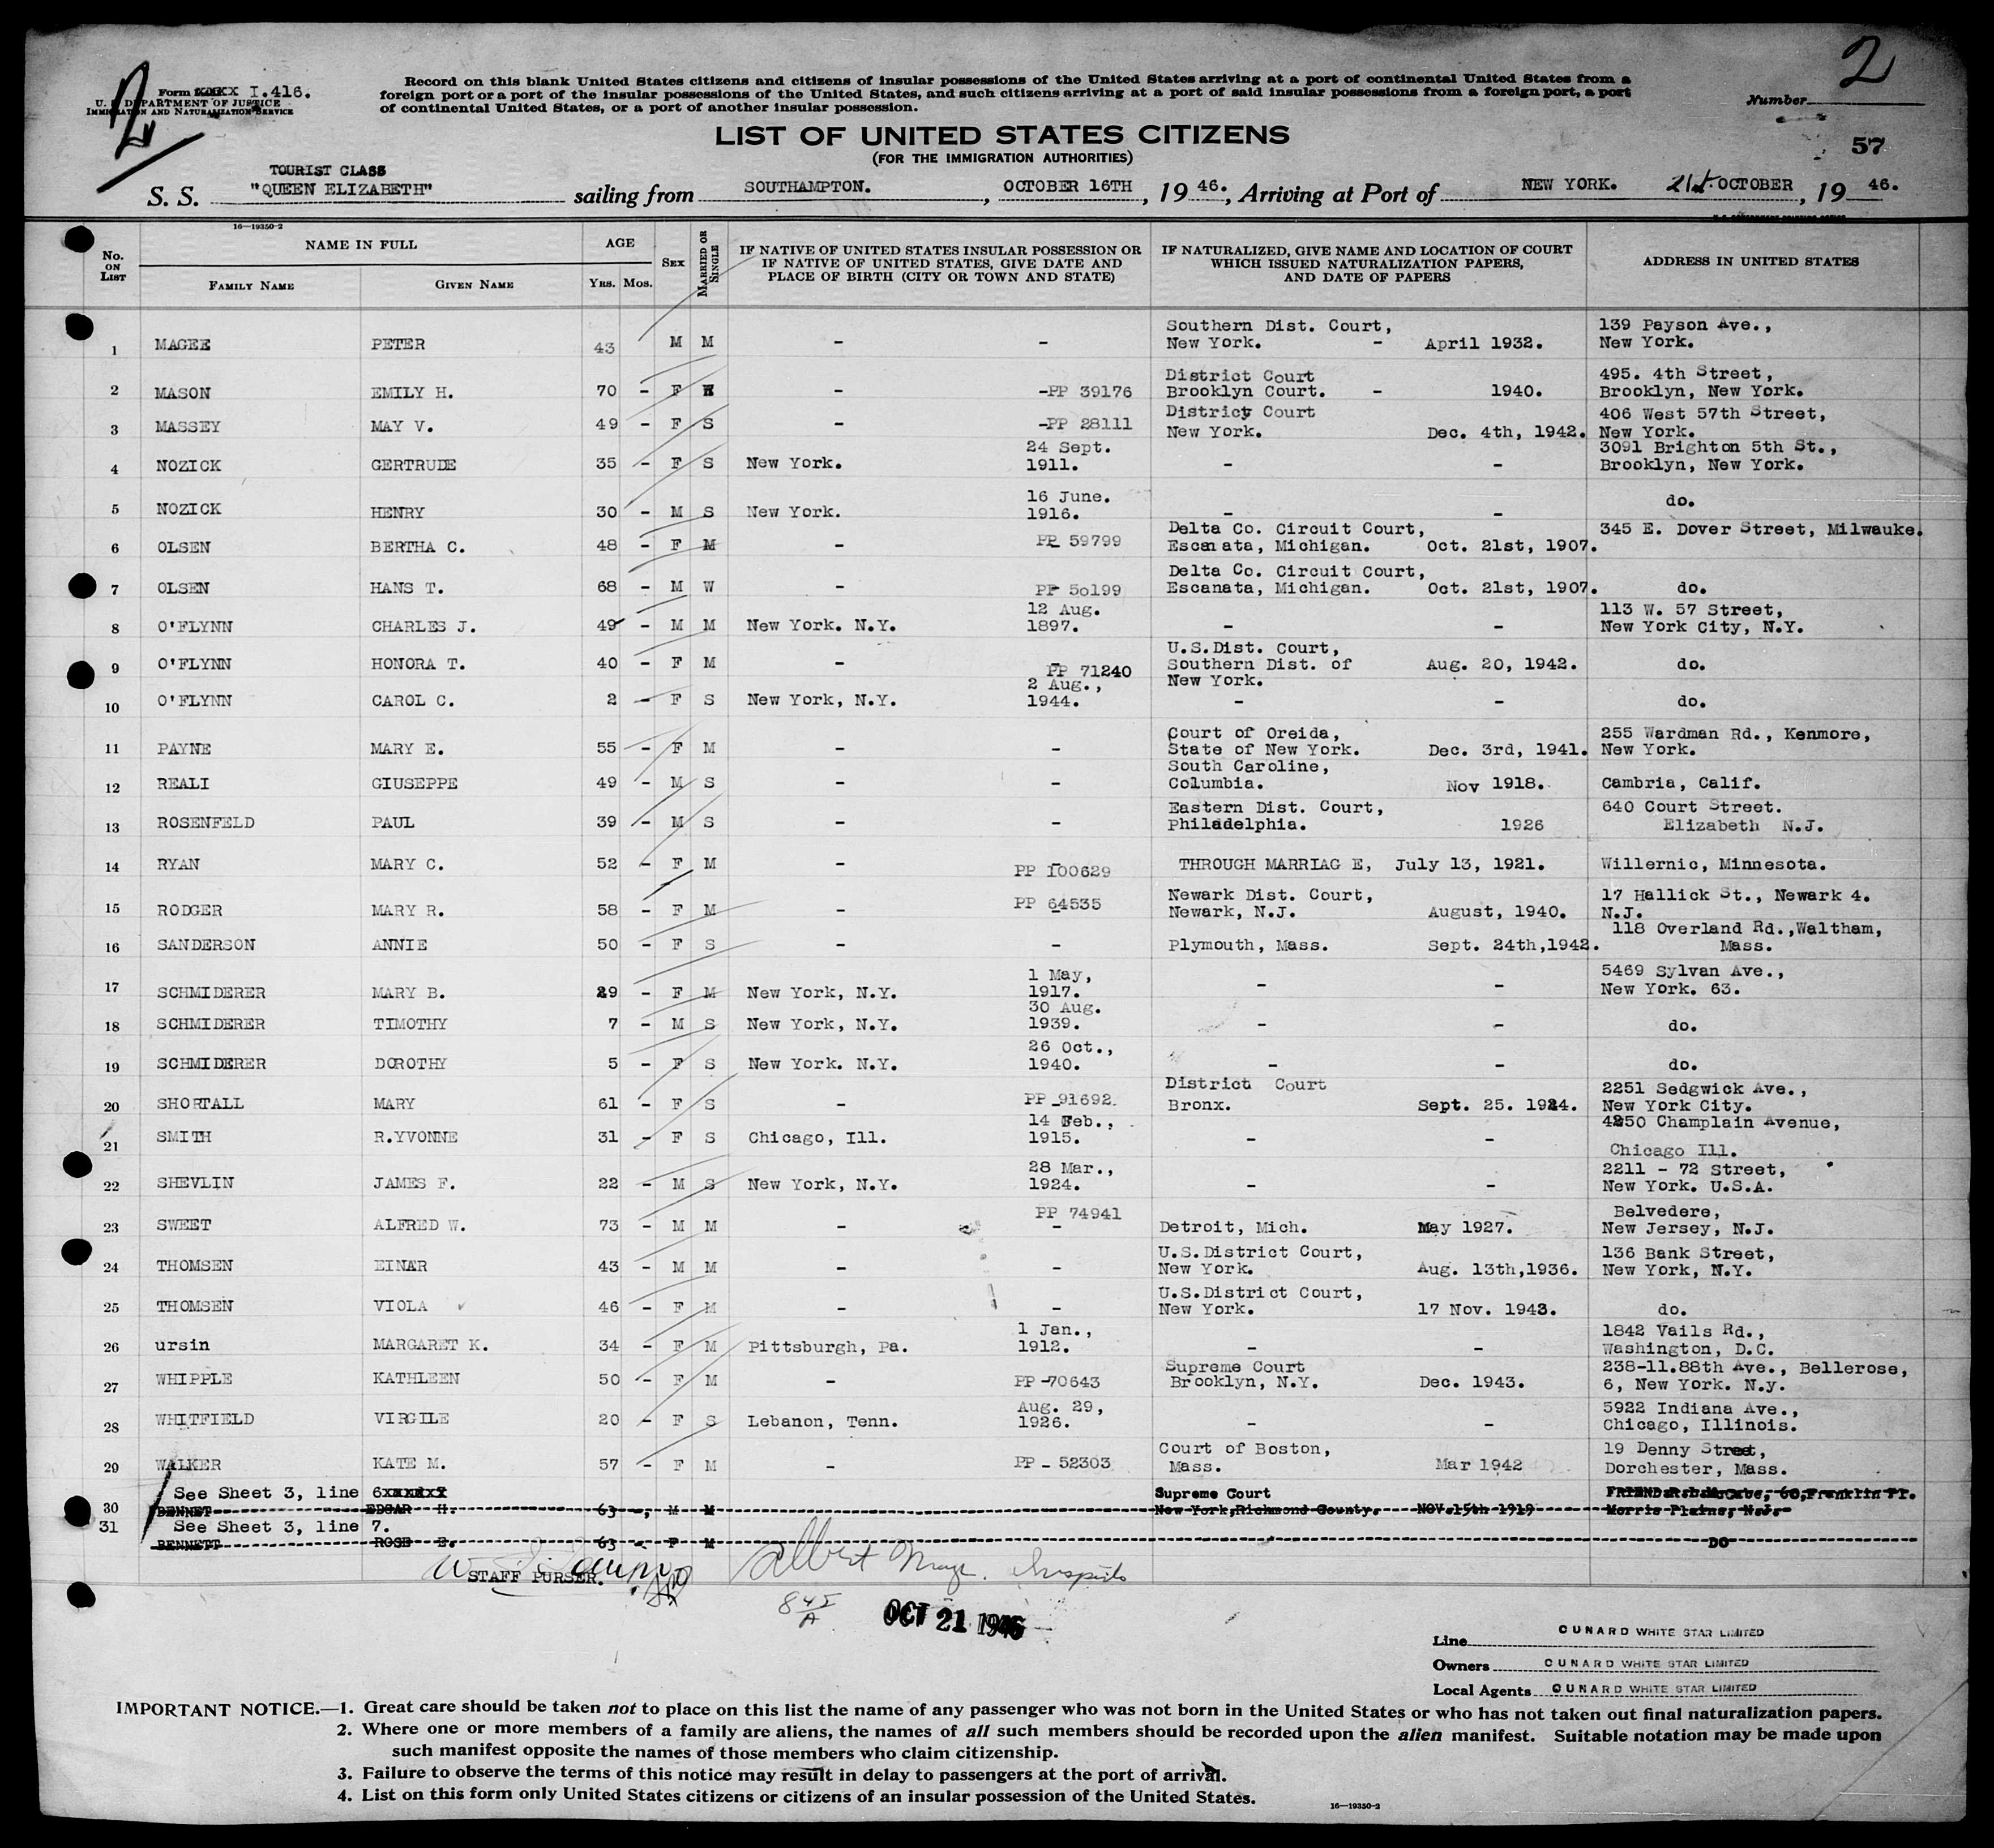 2
Form I.416.
U. S. DEPARTMENT OF JUSTICE
IMMIGRATION AND NATURALIZATION SERVICE
Record on this blank United States citizens and citizens of insular possessions of the United States arriving at a port of continental United States from a
foreign port or a port of the insular possessions of the United States, and such citizens arriving at a port of said insular possessions from a foreign port, a port
of continental United States, or a port of another insular possession.
Number
2
LIST OF UNITED STATES CITIZENS
(FOR THE IMMIGRATION AUTHORITIES)
57
TOURIST CLASS
S. S. "QUEEN ELIZABETH" sailing from SOUTHAMPTON. , OCTOBER 16TH , 19 46. , Arriving at Port of NEW YORK. 21st OCTOBER , 19 46.
16—19350-2
No. ON LIST NAME IN FULL AGE SEX MARRIED OR SINGLE IF NATIVE OF UNITED STATES INSULAR POSSESSION OR IF NATIVE OF UNITED STATES, GIVE DATE AND PLACE OF BIRTH (CITY OR TOWN AND STATE) IF NATURALIZED, GIVE NAME AND LOCATION OF COURT WHICH ISSUED NATURALIZATION PAPERS, AND DATE OF PAPERS ADDRESS IN UNITED STATES
FAMILY NAME GIVEN NAME YRS. MOS.
Southern Dist. Court, 139 Payson Ave.,
1 MAGEE PETER 43 M M - - New York. - April 1932. New York.
District Court 495. 4th Street,
2 MASON EMILY H. 70 - F - -PP 39176 Brooklyn Court. - 1940. Brooklyn, New York.
District Court 406 West 57th Street,
3 MASSEY MAY V. 49 - F S -PP 28111 New York. Dec. 4th, 1942. New York.
24 Sept. 3091 Brighton 5th St.,
4 NOZICK GERTRUDE 35 - F S New York. 1911. - - Brooklyn, New York.
16 June. do.
5 NOZICK HENRY 30 - M S New York. 1916. - -
Delta Co. Circuit Court, 345 E. Dover Street, Milwauke.
6 OLSEN BERTHA C. 48 - F M - PP 59799 Escanata, Michigan. Oct. 21st, 1907.
Delta Co. Circuit Court,
7 OLSEN HANS T. 68 - M W - PP 50199 Escanata, Michigan. Oct. 21st, 1907. do.
12 Aug. 113 W. 57 Street,
8 O'FLYNN CHARLES J. 49 - M M New York. N.Y. 1897. - - New York City, N.Y.
U.S.Dist. Court,
9 O'FLYNN HONORA T. 40 - F M - PP 71240 Southern Dist. of Aug. 20, 1942. do.
New York.
2 Aug.,
10 O'FLYNN CAROL C. 2 - F S New York, N.Y. 1944. - - do.
Court of Oreida, 255 Wardman Rd., Kenmore,
11 PAYNE MARY E. 55 - F M - - State of New York. Dec. 3rd, 1941. New York.
South Caroline,
12 REALI GIUSEPPE 49 - M S - - Columbia. Nov 1918. Cambria, Calif.
Eastern Dist. Court, 640 Court Street.
13 ROSENFELD PAUL 39 - M S - - Philadelphia. 1926 Elizabeth N.J.
14 RYAN MARY C. 52 - F M - PP 100629 THROUGH MARRIAG E, July 13, 1921. Willernic, Minnesota.
Newark Dist. Court, 17 Hallick St., Newark 4.
15 RODGER MARY R. 58 - F M - PP 64535 Newark, N.J. August, 1940. N.J.
118 Overland Rd.,Waltham,
16 SANDERSON ANNIE 50 - F S - - Plymouth, Mass. Sept. 24th,1942. Mass.
1 May, 5469 Sylvan Ave.,
17 SCHMIDERER MARY B. 29 - F M New York, N.Y. 1917. - - New York. 63.
30 Aug.
18 SCHMIDERER TIMOTHY 7 - M S New York, N.Y. 1939. - - do.
26 Oct.,
19 SCHMIDERER DOROTHY 5 - F S New York. N.Y. 1940. - - do.
District Court 2251 Sedgwick Ave.,
20 SHORTALL MARY 61 - F S - PP 91692 Bronx. Sept. 25. 1924. New York City.
14 Feb., 4250 Champlain Avenue,
21 SMITH R.YVONNE 31 - F S Chicago, Ill. 1915. - - Chicago Ill.
28 Mar., 2211 - 72 Street,
22 SHEVLIN JAMES F. 22 - M S New York, N.Y. 1924. - - New York. U.S.A.
PP 74941 Belvedere,
23 SWEET ALFRED W. 73 - M M - - Detroit, Mich. May 1927. New Jersey, N.J.
U.S.District Court, 136 Bank Street,
24 THOMSEN EINAR 43 - M M - - New York. Aug. 13th,1936. New York, N.Y.
U.S.District Court,
25 THOMSEN VIOLA 46 - F M - - New York. 17 Nov. 1943. do.
1 Jan., 1842 Vails Rd.,
26 ursin MARGARET K. 34 - F M Pittsburgh, Pa. 1912. - - Washington, D.C.
Supreme Court 238-11.88th Ave., Bellerose,
27 WHIPPLE KATHLEEN 50 - F M - PP -70643 Brooklyn, N.Y. Dec. 1943. 6, New York. N.y.
Aug. 29, 5922 Indiana Ave.,
28 WHITFIELD VIRGILE 20 - F S Lebanon, Tenn. 1926. - - Chicago, Illinois.
Court of Boston, 19 Denny Street,
29 WALKER KATE M. 57 - F M - PP - 52303 Mass. Mar 1942 Dorchester, Mass.
See Sheet 3, line 6 Supreme Court FRIEND 60,Franklin Pl.
30 BENNET EDGAR H. 63 - M M New York,Richmond County. NOV.15th 1919 Morris Plains, N.J.
31 See Sheet 3, line 7.
BENNETT ROSE E. 63 - F M DO
STAFF PURSER.
Albert
OCT 21 1946
Line CUNARD WHITE STAR LIMITED
Owners CUNARD WHITE STAR LIMITED
Local Agents CUNARD WHITE STAR LIMITED
IMPORTANT NOTICE.—1. Great care should be taken not to place on this list the name of any passenger who was not born in the United States or who has not taken out final naturalization papers.
2. Where one or more members of a family are aliens, the names of all such members should be recorded upon the alien manifest. Suitable notation may be made upon
such manifest opposite the names of those members who claim citizenship.
3. Failure to observe the terms of this notice may result in delay to passengers at the port of arrival.
4. List on this form only United States citizens or citizens of an insular possession of the United States.
16—19350-2